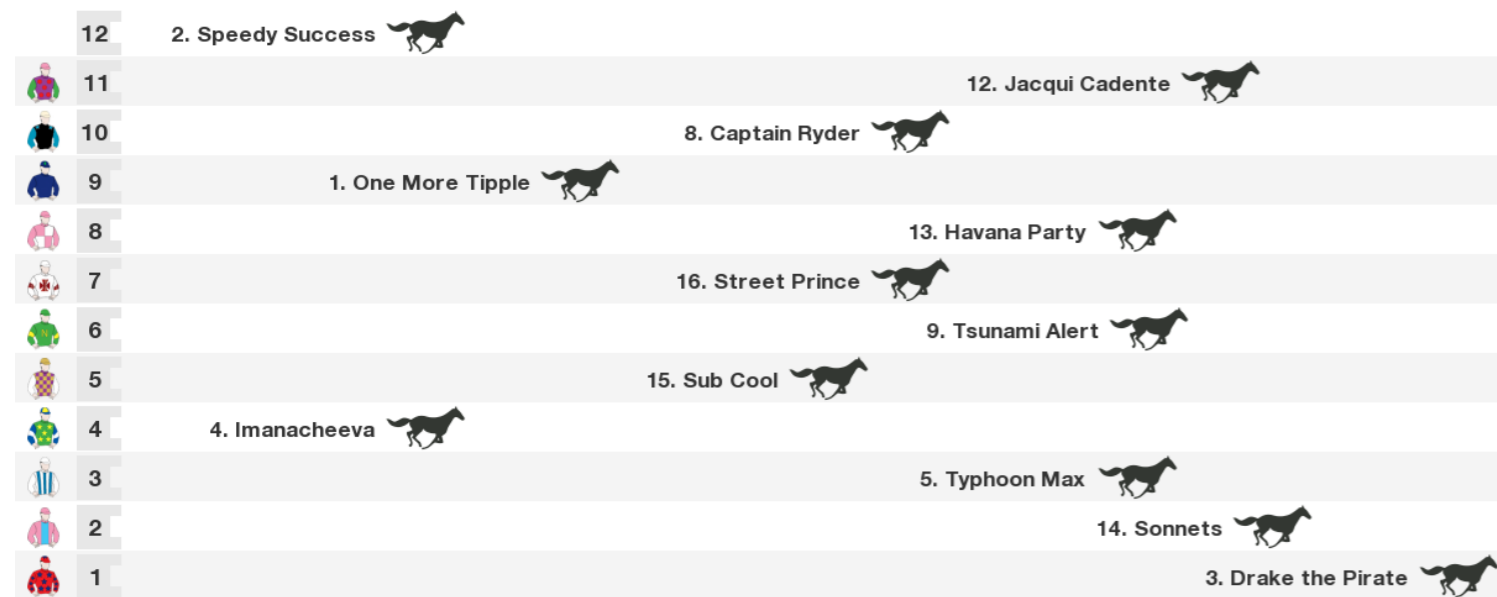 12 2. Speedy Success
11 12. Jacqui Cadente
10 8. Captain Ryder
9 1. One More Tipple
8 13. Havana Party
7 16. Street Prince
6 9. Tsunami Alert
5 15. Sub Cool
4 4. Imanacheeva
3 5. Typhoon Max
2 14. Sonnets
1 3. Drake the Pirate